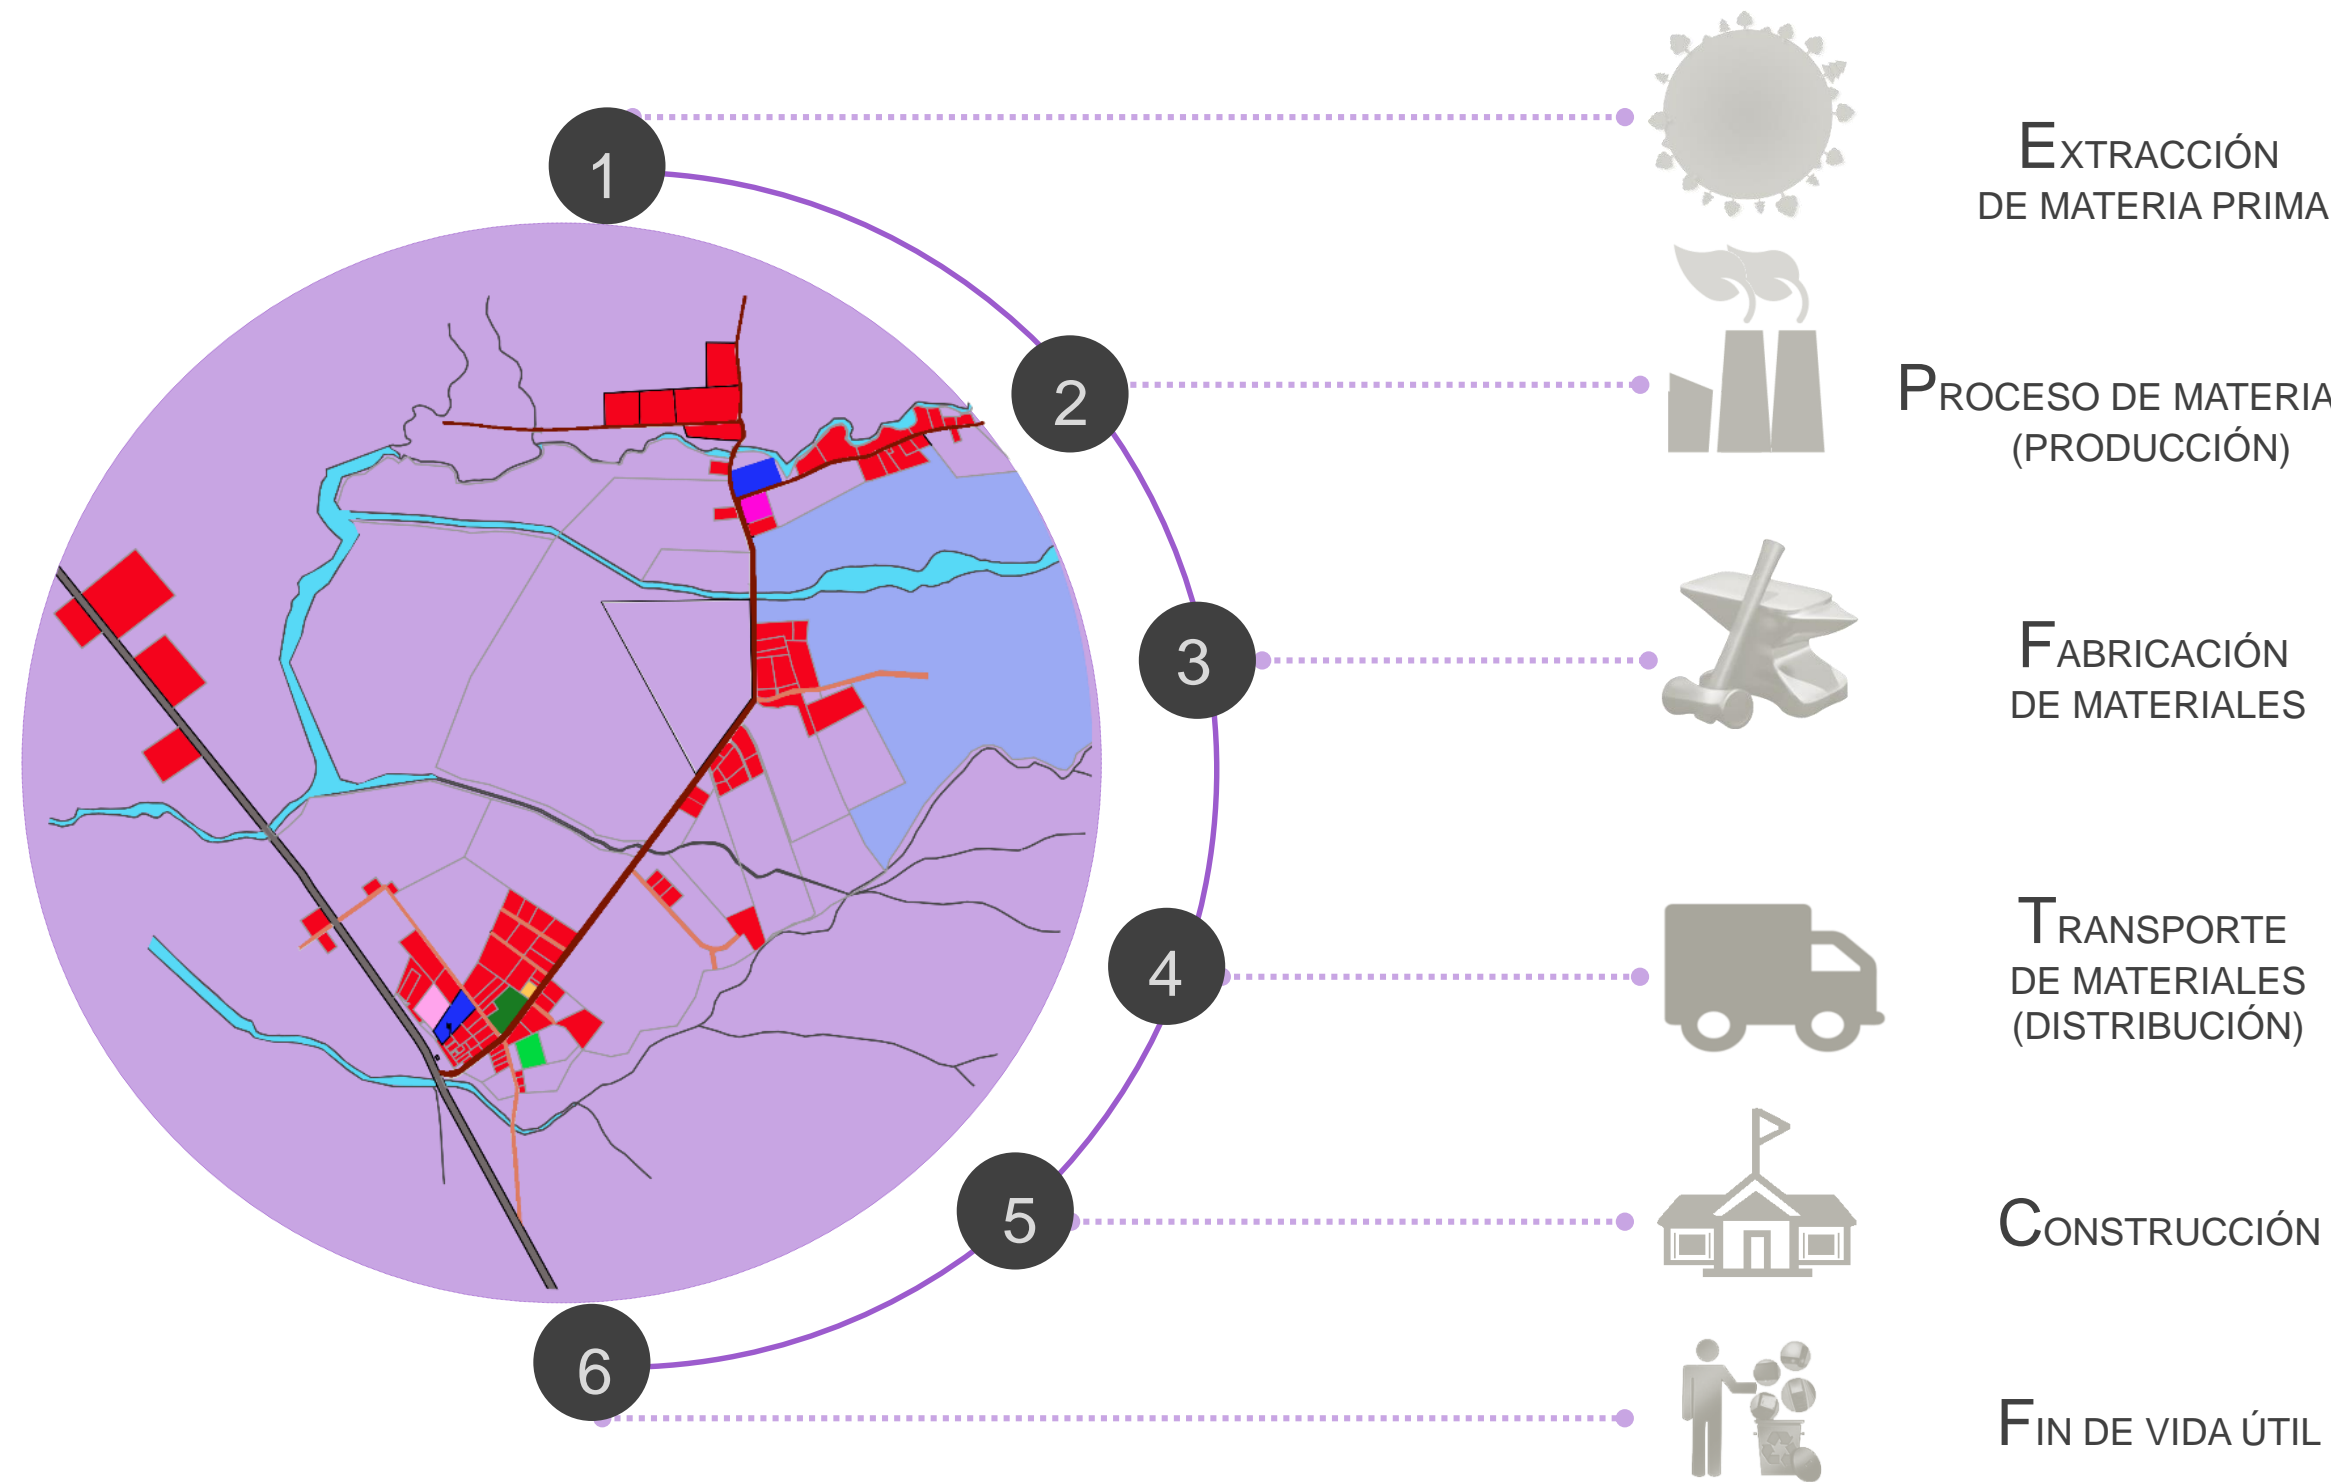 1
EXTRACCIÓN
DE MATERIA PRIMA
2
PROCESO DE MATERIA
(PRODUCCIÓN)
3
FABRICACIÓN
DE MATERIALES
4
TRANSPORTE
DE MATERIALES
(DISTRIBUCIÓN)
5
CONSTRUCCIÓN
6
FIN DE VIDA ÚTIL